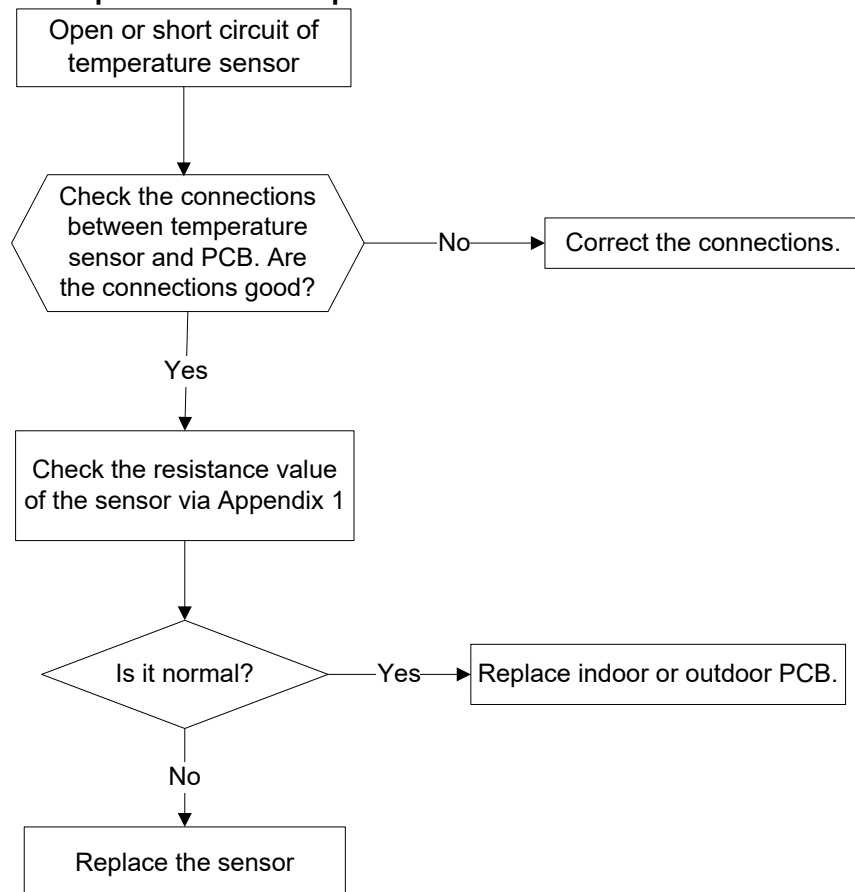 Open or short circuit of
temperature sensor
Check the connections
between temperature
sensor and PCB. Are
the connections good?
No
Correct the connections.
Yes
Check the resistance value
of the sensor via Appendix 1
Is it normal?
Yes
Replace indoor or outdoor PCB.
No
Replace the sensor